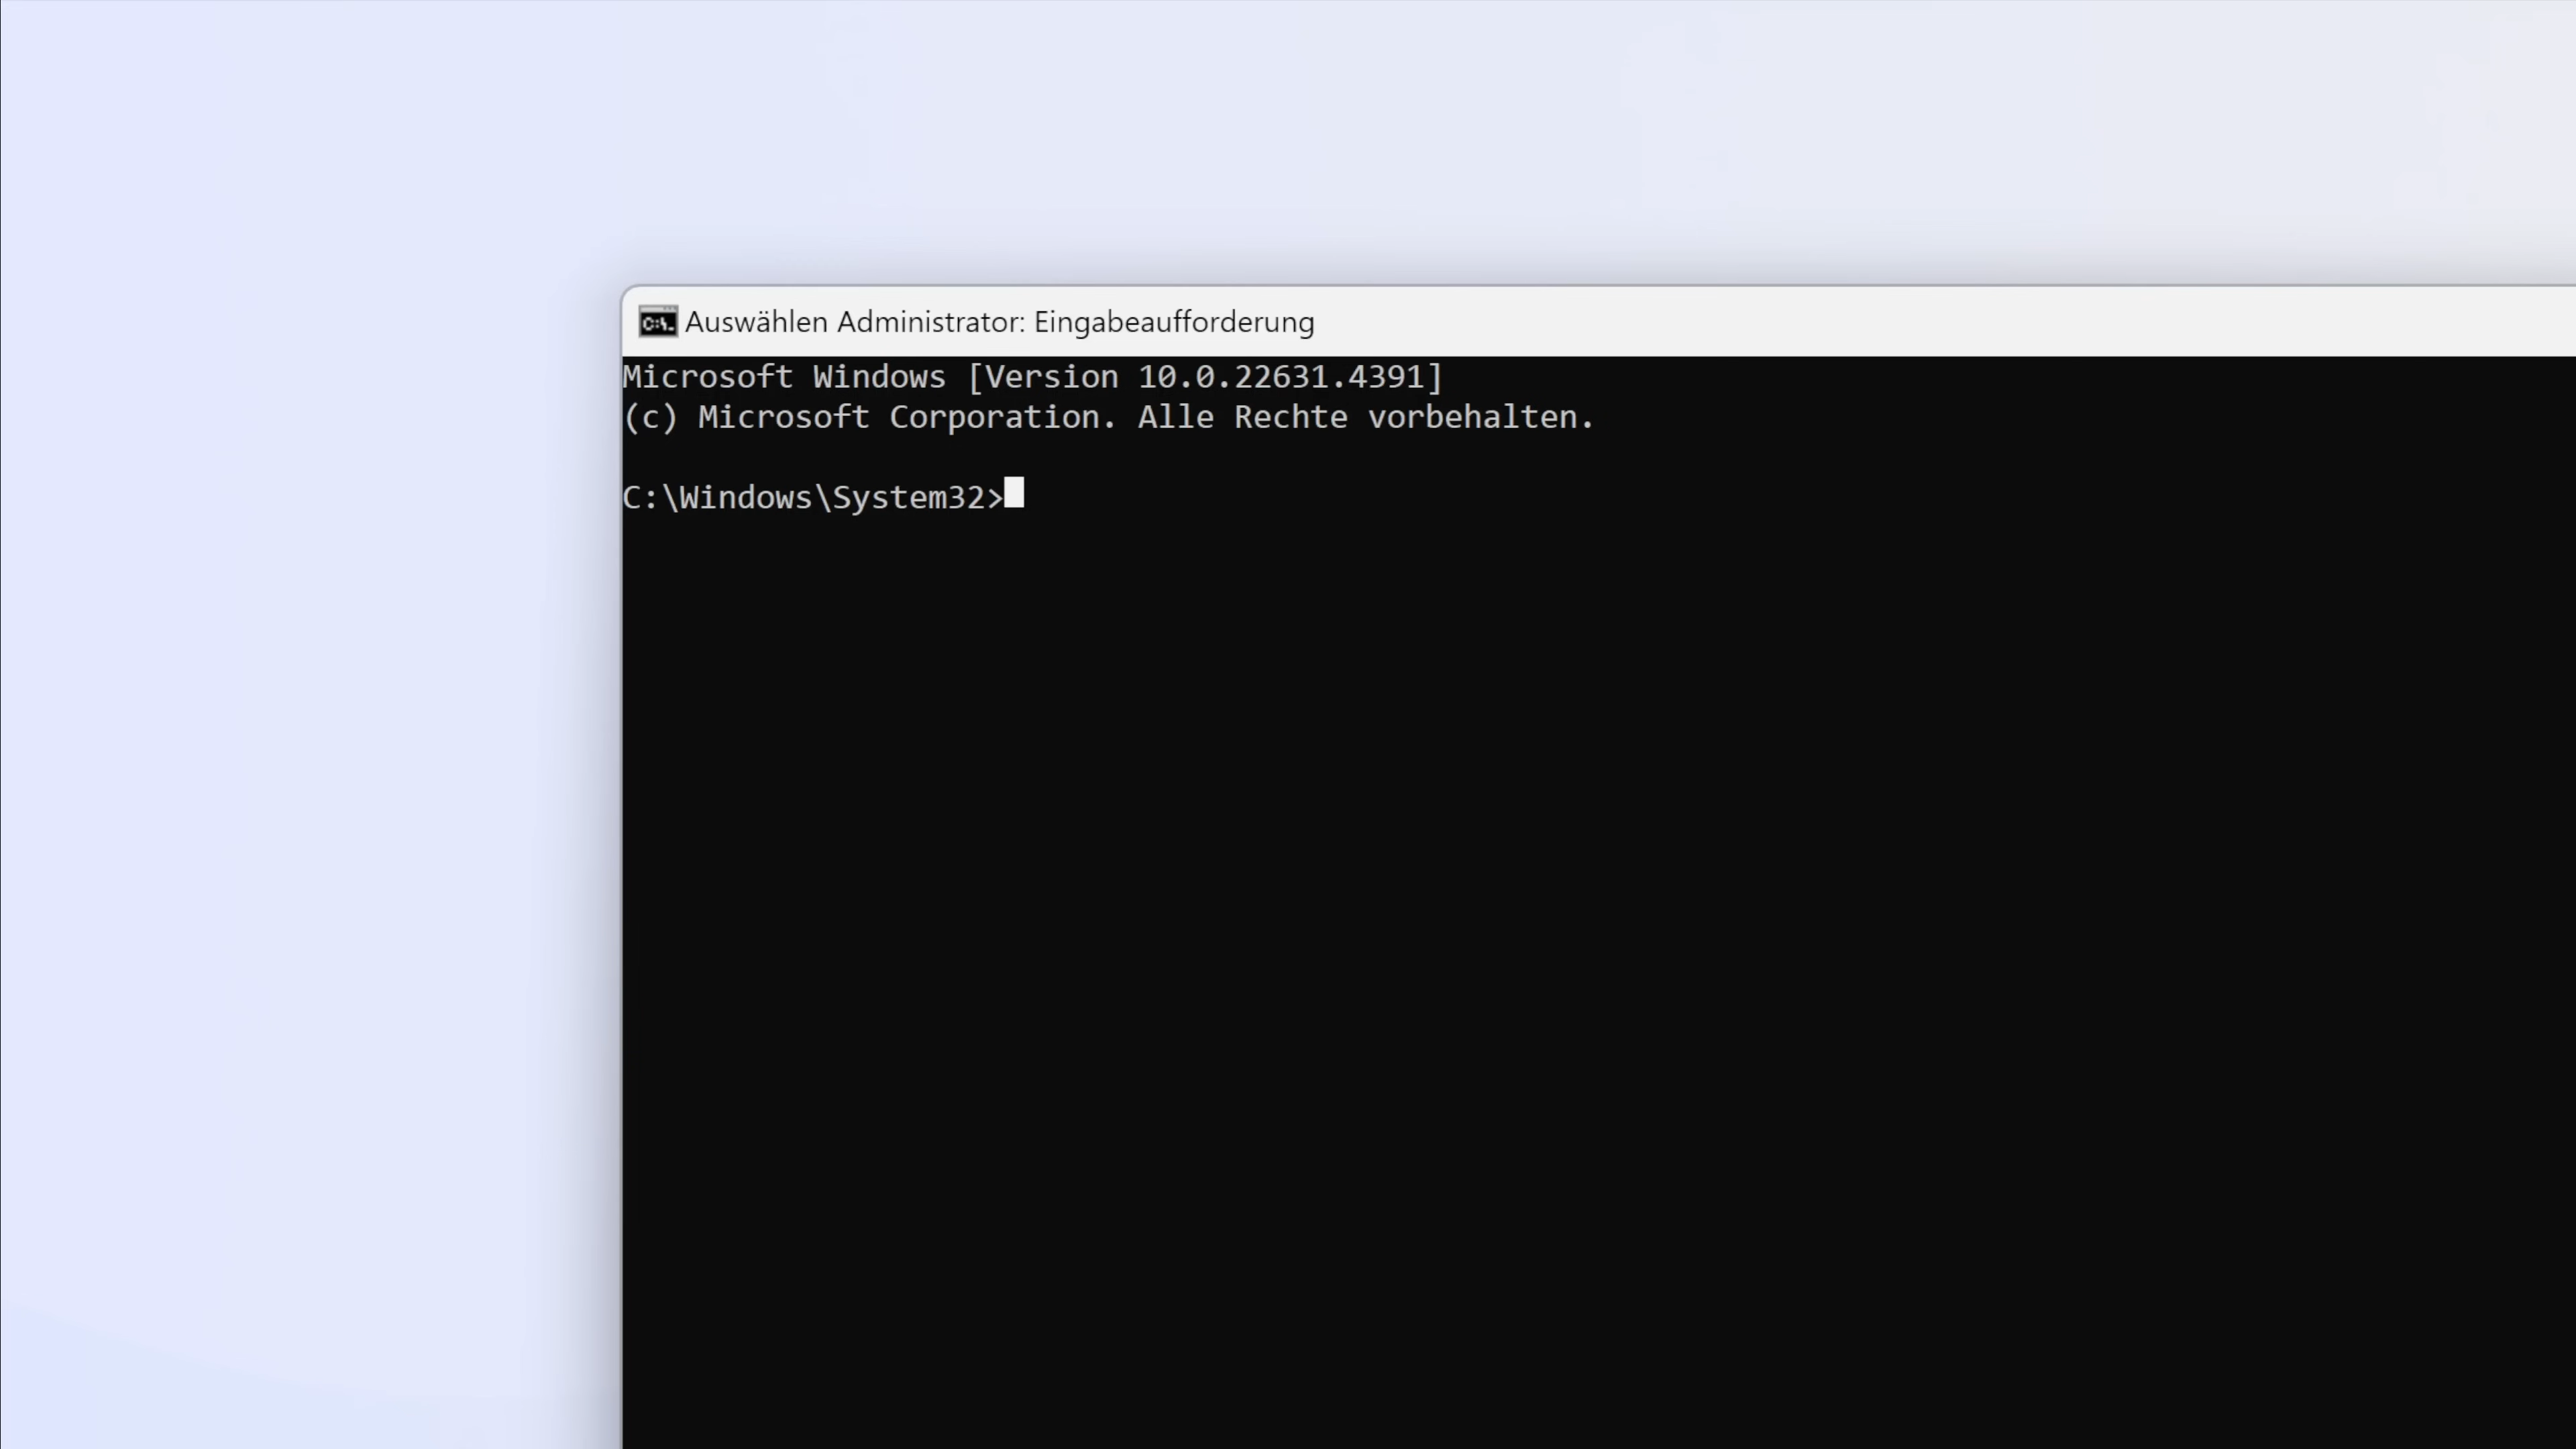 Auswählen Administrator: Eingabeaufforderung
Microsoft Windows [Version 10.0.22631.4391]
(c) Microsoft Corporation. Alle Rechte vorbehalten.
C:\Windows\System32>